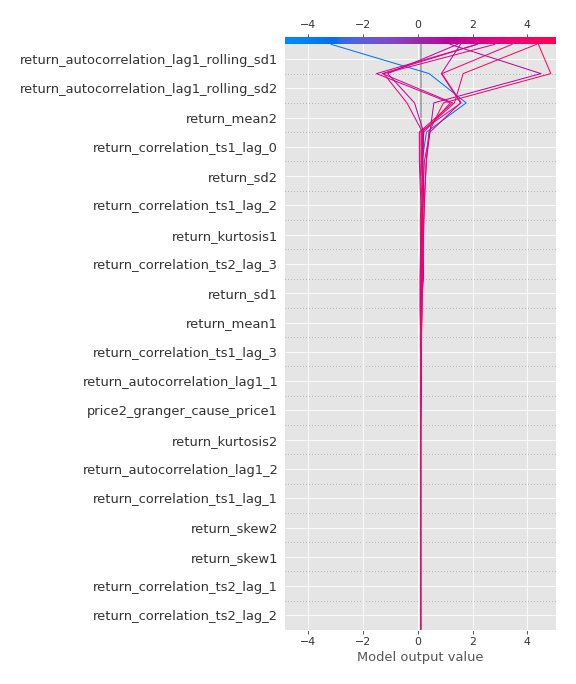 −4 −2 0 2 4
return_autocorrelation_lag1_rolling_sd1
return_autocorrelation_lag1_rolling_sd2
return_mean2
return_correlation_ts1_lag_0
return_sd2
return_correlation_ts1_lag_2
return_kurtosis1
return_correlation_ts2_lag_3
return_sd1
return_mean1
return_correlation_ts1_lag_3
return_autocorrelation_lag1_1
price2_granger_cause_price1
return_kurtosis2
return_autocorrelation_lag1_2
return_correlation_ts1_lag_1
return_skew2
return_skew1
return_correlation_ts2_lag_1
return_correlation_ts2_lag_2
−4 −2 0 2 4
Model output value